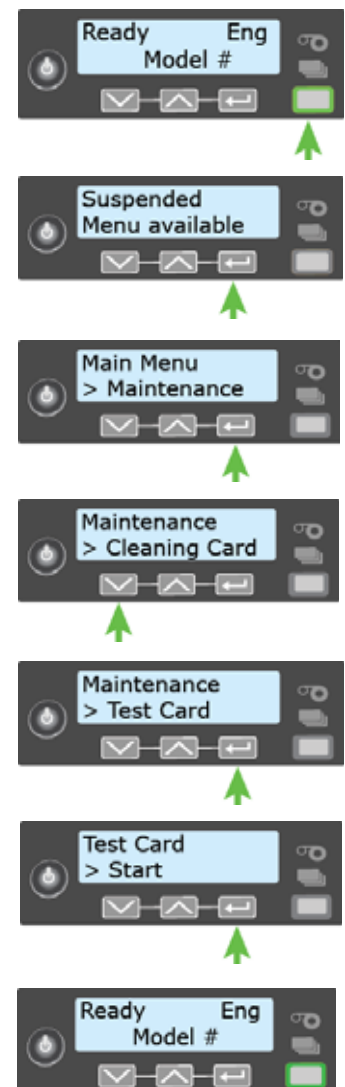 Ready Eng
Model #
Suspended
Menu available
Main Menu
> Maintenance
Maintenance
> Cleaning Card
Maintenance
> Test Card
Test Card
> Start
Ready Eng
Model #